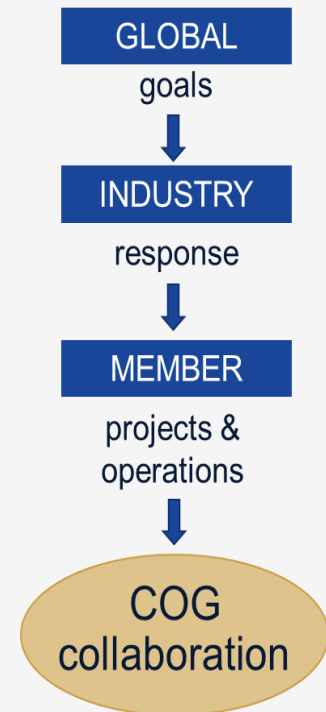 GLOBAL
goals
INDUSTRY
response
MEMBER
projects &
operations
COG
collaboration